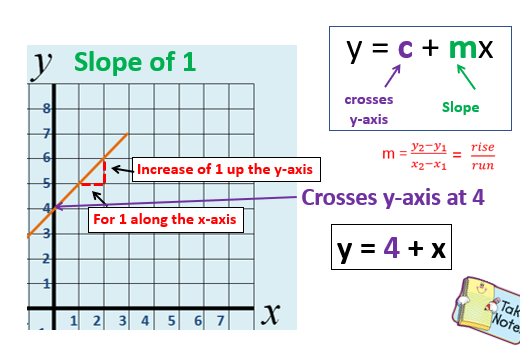 y Slope of 1
y = c + mx
crosses
y-axis
Slope
m = y₂−y₁ / x₂−x₁ = rise / run
8
7
6
5
4
3
2
1
Increase of 1 up the y-axis
For 1 along the x-axis
Crosses y-axis at 4
y = 4 + x
1 2 3 4 5 6 7 x
Take
Note